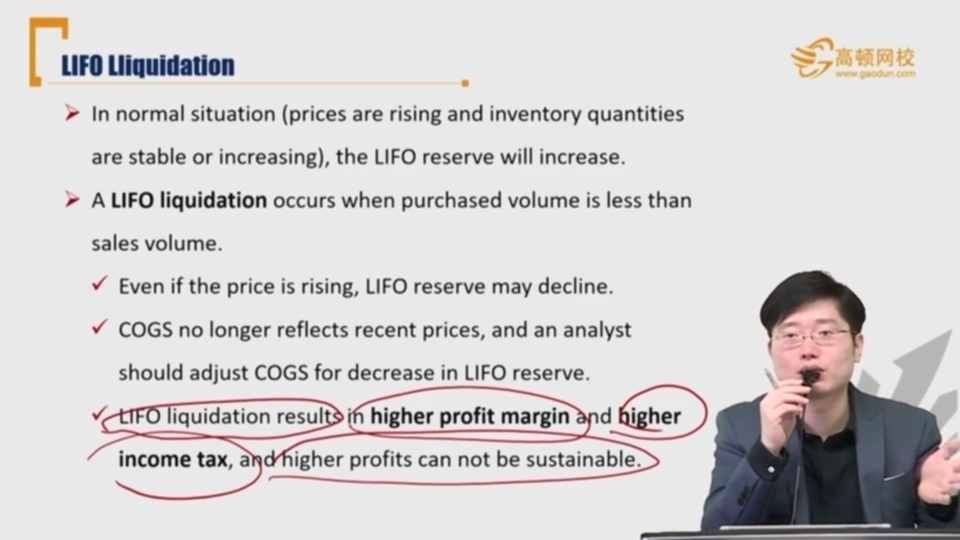 LIFO Lliquidation
高顿网校
www.gaodun.com
In normal situation (prices are rising and inventory quantities
are stable or increasing), the LIFO reserve will increase.
A LIFO liquidation occurs when purchased volume is less than
sales volume.
Even if the price is rising, LIFO reserve may decline.
COGS no longer reflects recent prices, and an analyst
should adjust COGS for decrease in LIFO reserve.
LIFO liquidation results in higher profit margin and higher
income tax, and higher profits can not be sustainable.